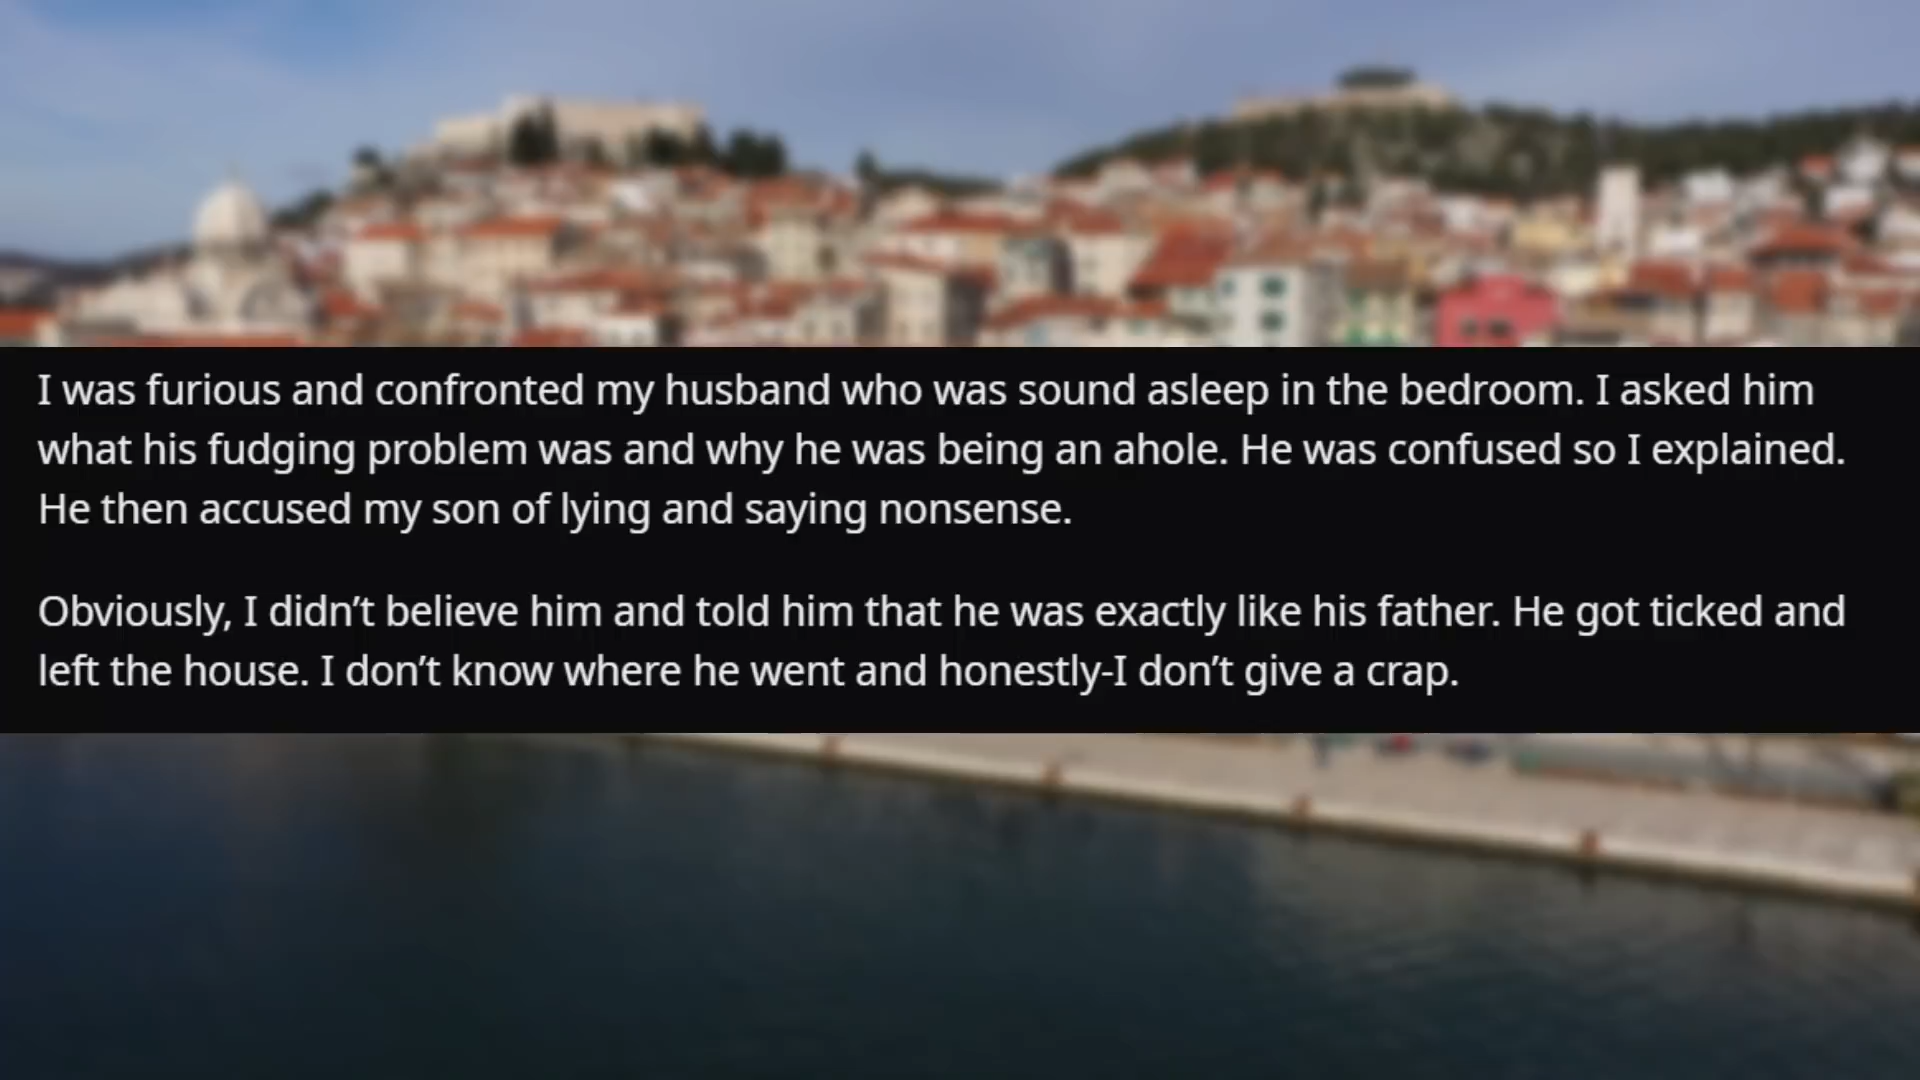 I was furious and confronted my husband who was sound asleep in the bedroom. I asked him
what his fudging problem was and why he was being an ahole. He was confused so I explained.
He then accused my son of lying and saying nonsense.
Obviously, I didn’t believe him and told him that he was exactly like his father. He got ticked and
left the house. I don’t know where he went and honestly-I don’t give a crap.